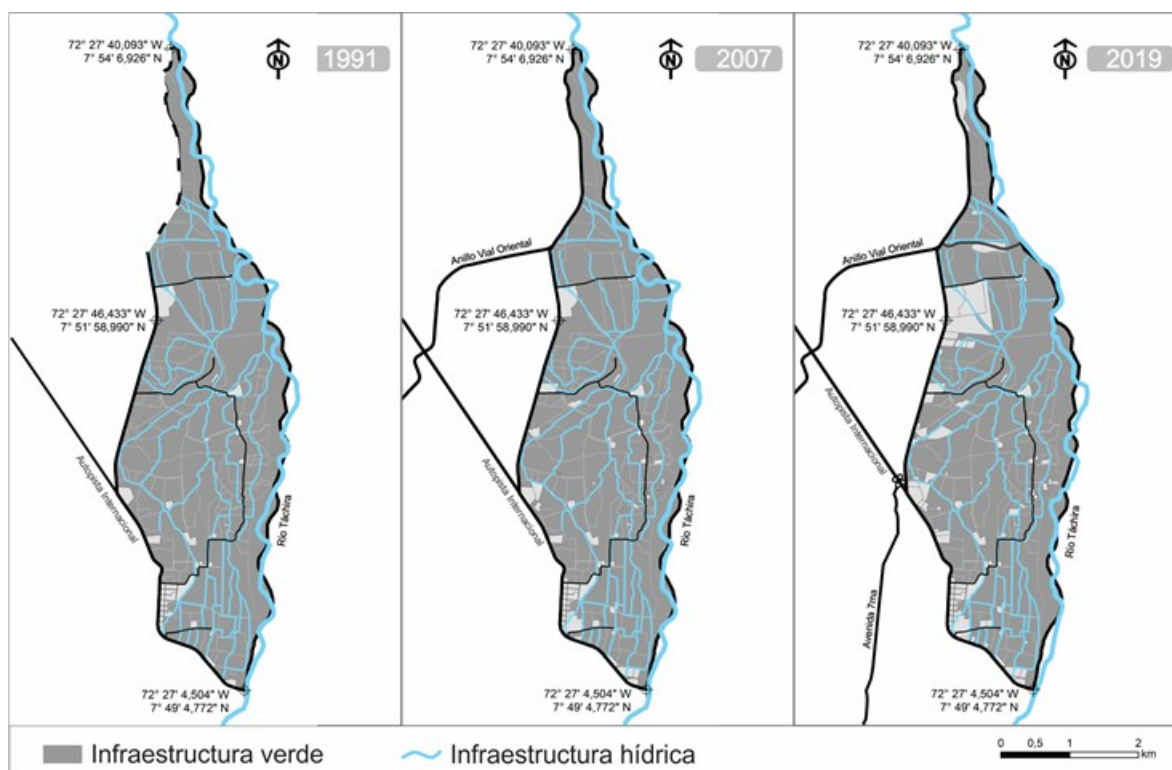 72° 27' 40,093" W
7° 54' 6,926" N
N
1991
72° 27' 46,433" W
7° 51' 58,990" N
Autopista Internacional
Río Táchira
72° 27' 4,504" W
7° 49' 4,772" N
72° 27' 40,093" W
7° 54' 6,926" N
N
2007
Anillo Vial Oriental
72° 27' 46,433" W
7° 51' 58,990" N
Autopista Internacional
Río Táchira
72° 27' 4,504" W
7° 49' 4,772" N
72° 27' 40,093" W
7° 54' 6,926" N
N
2019
Anillo Vial Oriental
72° 27' 46,433" W
7° 51' 58,990" N
Autopista Internacional
Río Táchira
Avenida 7ma
72° 27' 4,504" W
7° 49' 4,772" N
Infraestructura verde
Infraestructura hídrica
0 0,5 1 2
km